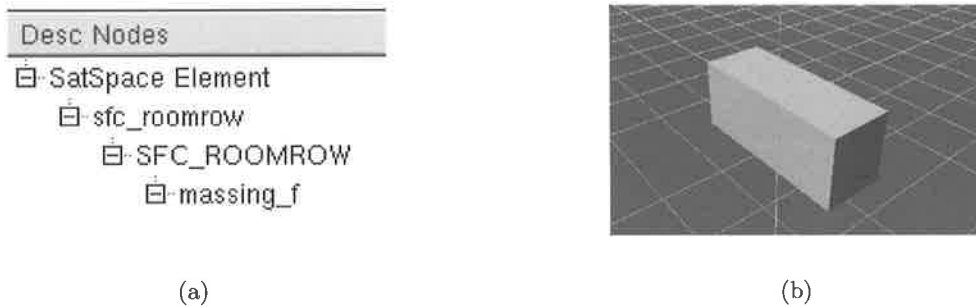 Desc Nodes
SatSpace Element
sfc_roomrow
SFC_ROOMROW
massing_f
(a)
(b)